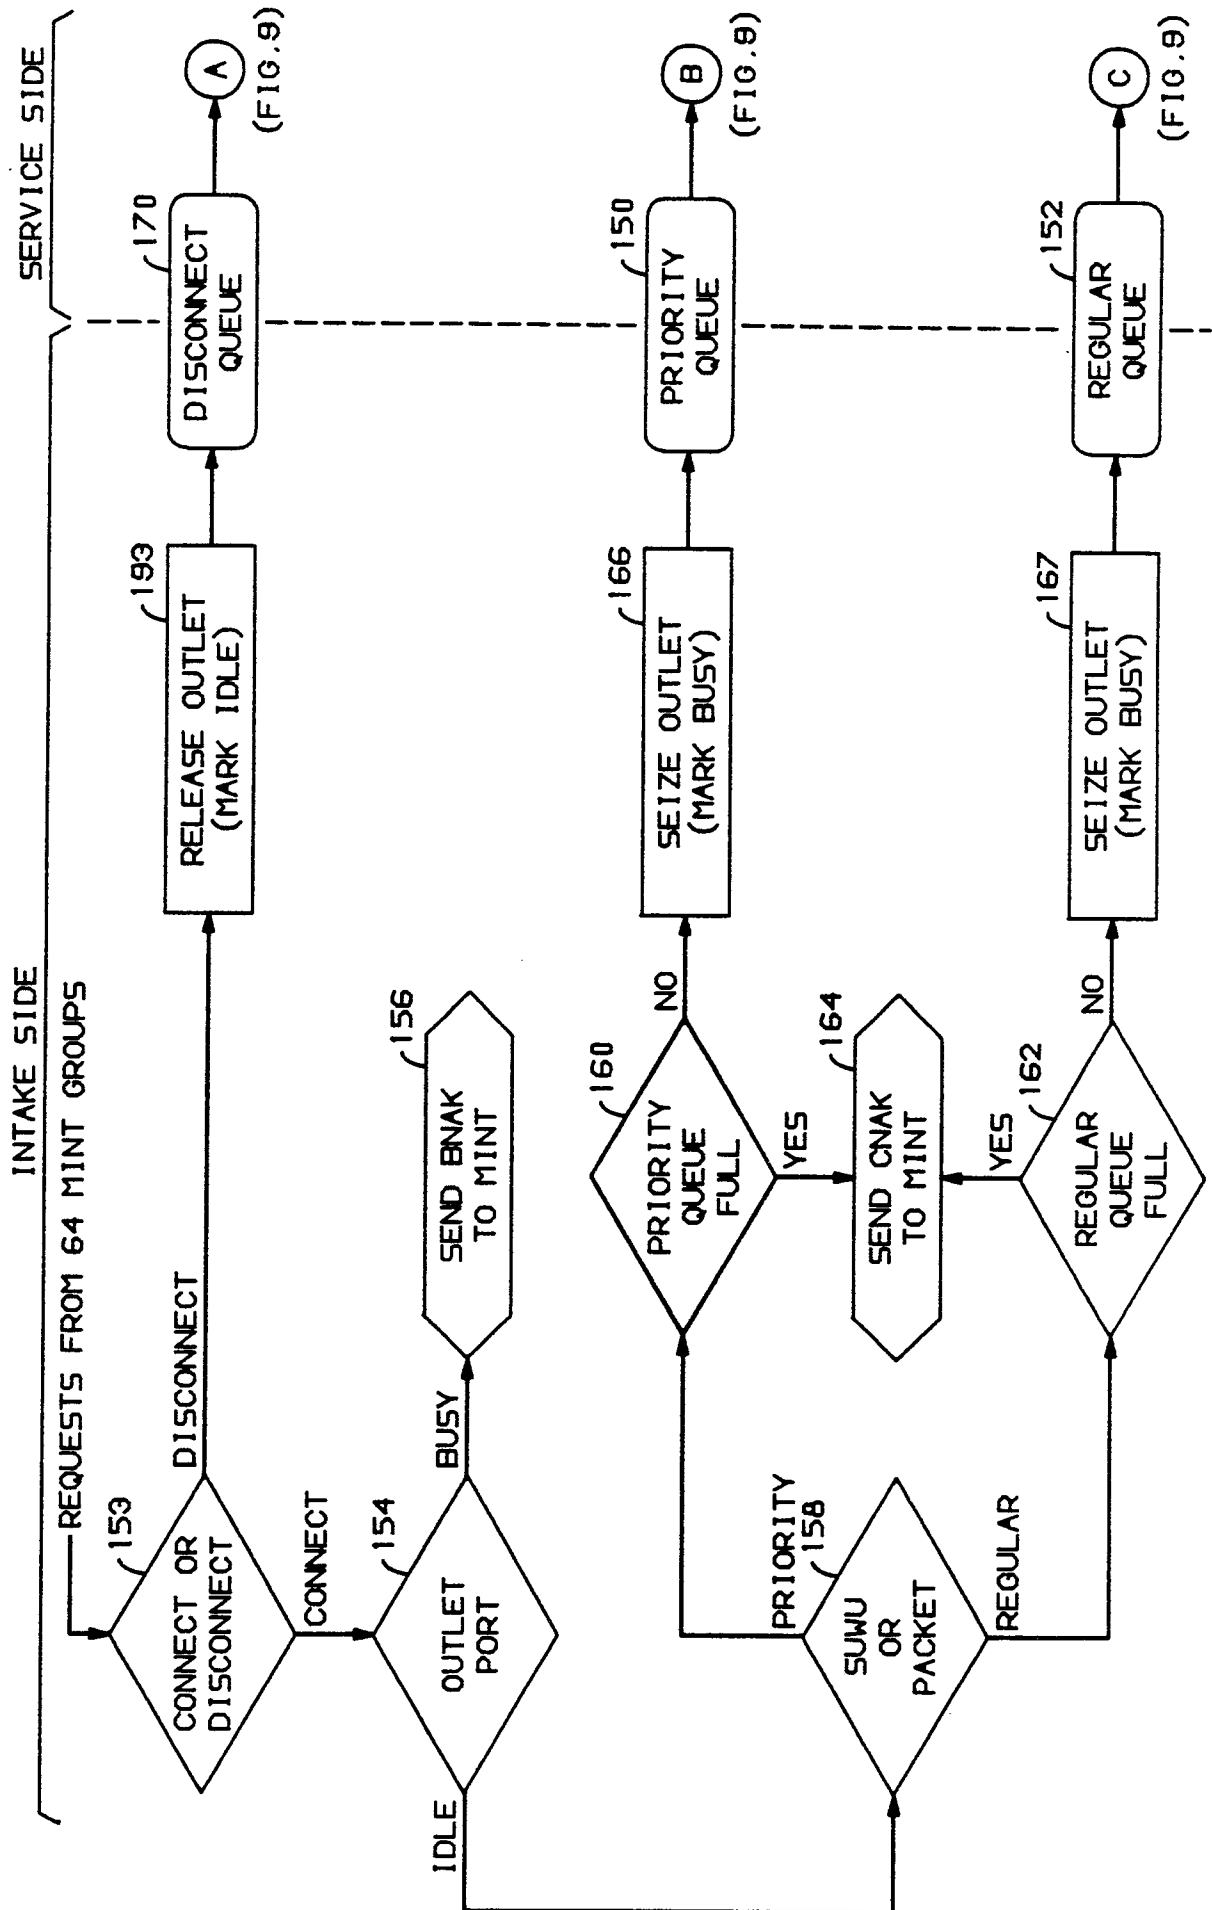 INTAKE SIDE
SERVICE SIDE
REQUESTS FROM 64 MINT GROUPS
153
CONNECT OR
DISCONNECT
DISCONNECT
193
RELEASE OUTLET
(MARK IDLE)
170
DISCONNECT
QUEUE
A
(FIG.9)
CONNECT
154
OUTLET
PORT
BUSY
156
SEND BNAK
TO MINT
IDLE
PRIORITY
158
SUWU
OR
PACKET
REGULAR
160
PRIORITY
QUEUE
FULL
NO
166
SEIZE OUTLET
(MARK BUSY)
150
PRIORITY
QUEUE
B
(FIG.9)
YES
164
SEND CNAK
TO MINT
YES
162
REGULAR
QUEUE
FULL
NO
167
SEIZE OUTLET
(MARK BUSY)
152
REGULAR
QUEUE
C
(FIG.9)